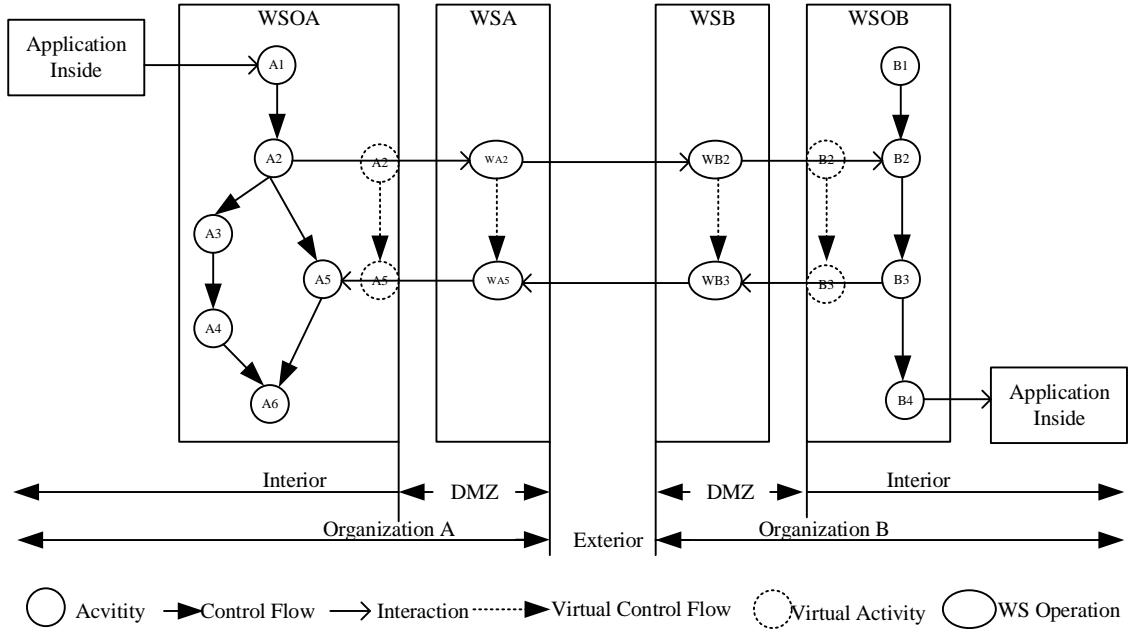 WSOA
WSA
WSB
WSOB
Application
Inside
A1
B1
A2
A2
WA2
WB2
B2
B2
A3
A5
A5
WA5
WB3
B3
B3
A4
A6
B4
Application
Inside
Interior
DMZ
DMZ
Interior
Organization A
Exterior
Organization B
Acvitity
Control Flow
Interaction
Virtual Control Flow
Virtual Activity
WS Operation